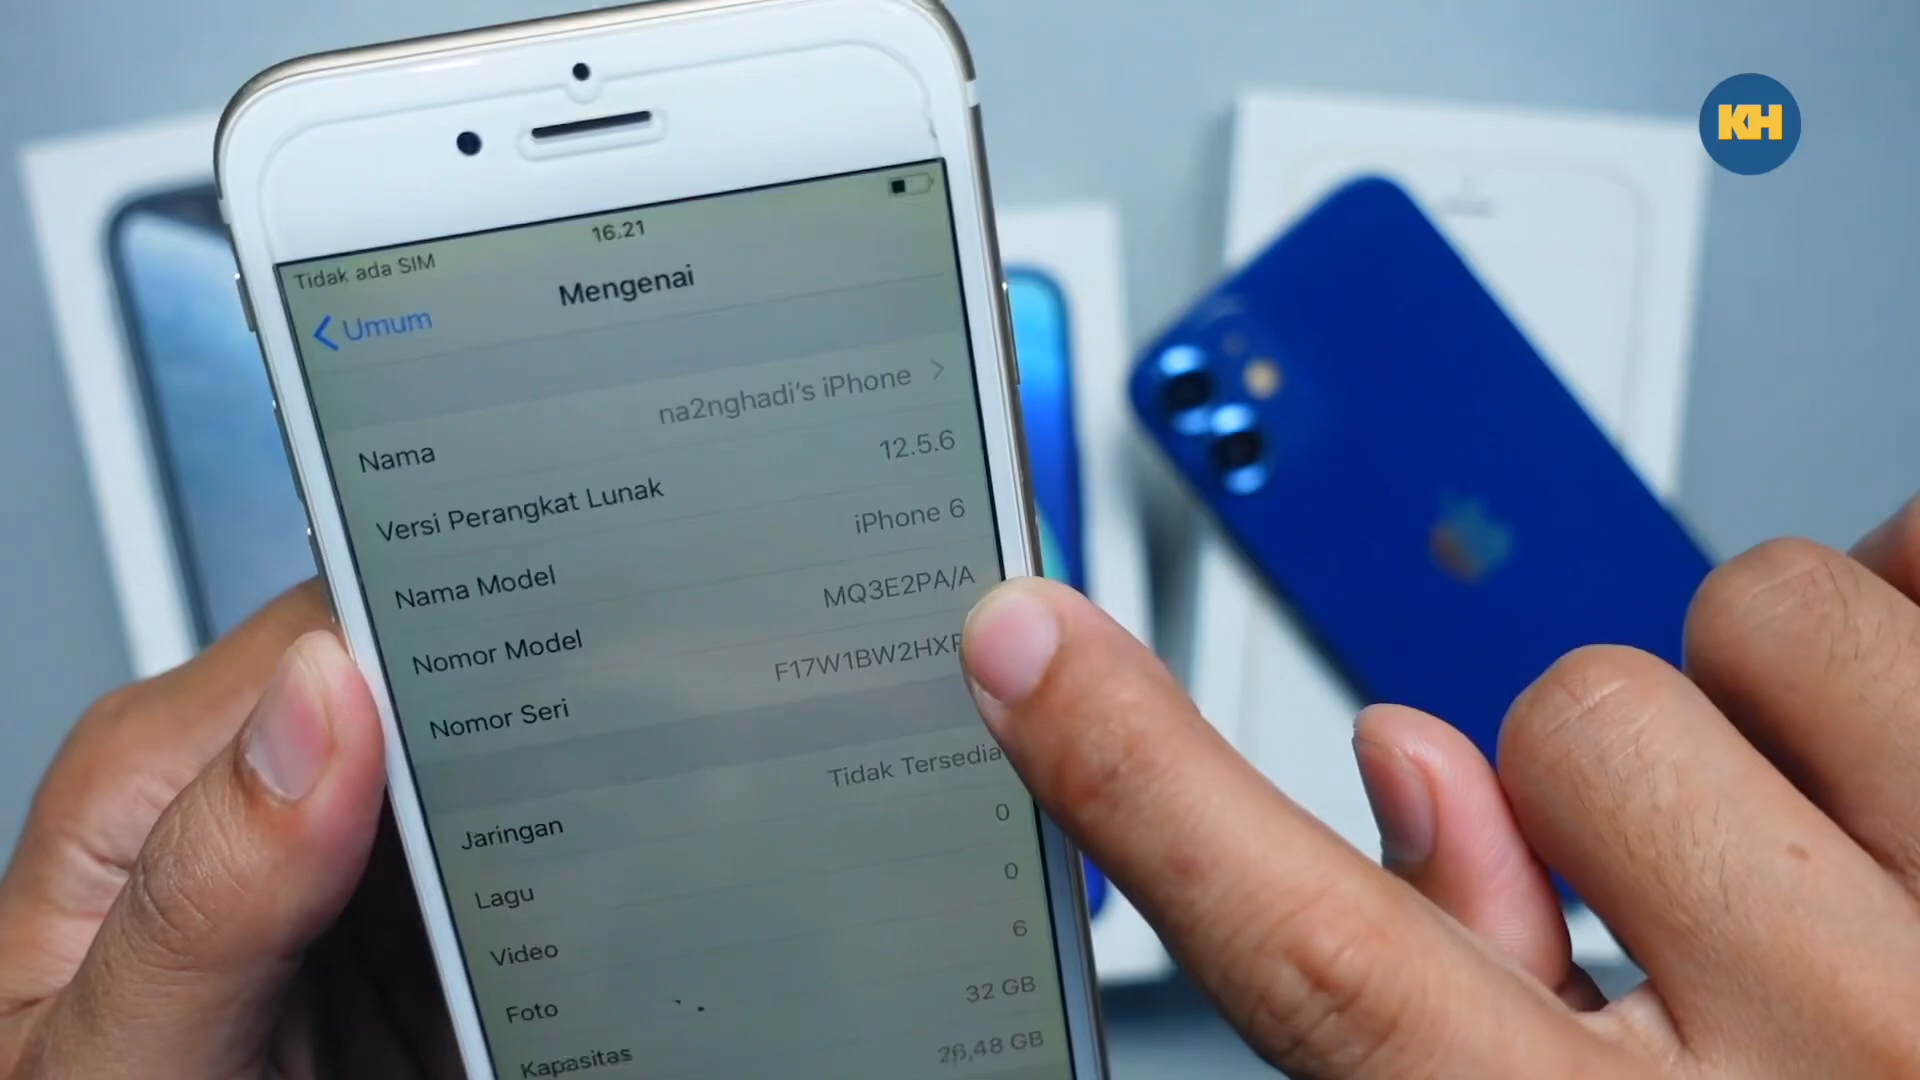 KH
16.21
Tidak ada SIM
Umum
Mengenai
Nama na2nghadi's iPhone
Versi Perangkat Lunak 12.5.6
Nama Model iPhone 6
Nomor Model MQ3E2PA/A
Nomor Seri
Jaringan Tidak Tersedia
Lagu 0
Video 0
Foto 6
Kapasitas 32 GB
26,48 GB